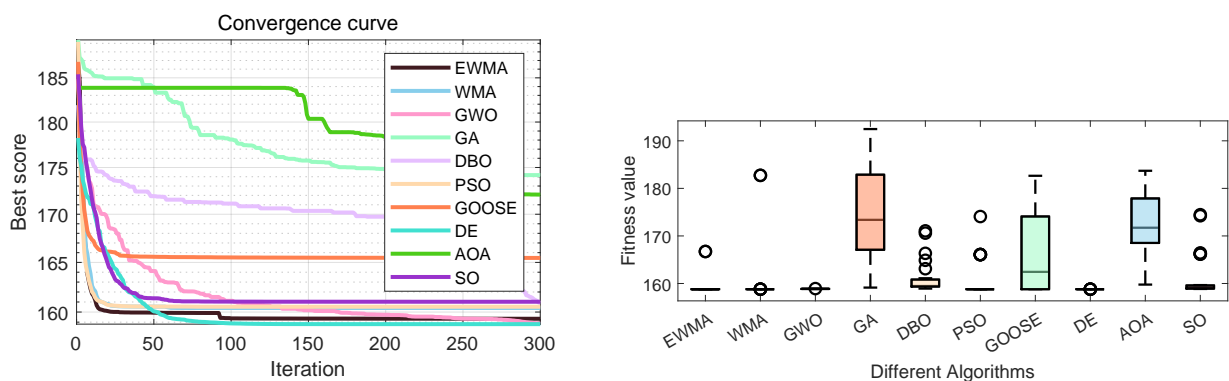 Convergence curve
Best score
185
180
175
170
165
160
0
50
100
150
200
250
300
Iteration
EWMA
WMA
GWO
GA
DBO
PSO
GOOSE
DE
AOA
SO
Fitness value
190
180
170
160
EWMA
WMA
GWO
GA
DBO
PSO
GOOSE
DE
AOA
SO
Different Algorithms